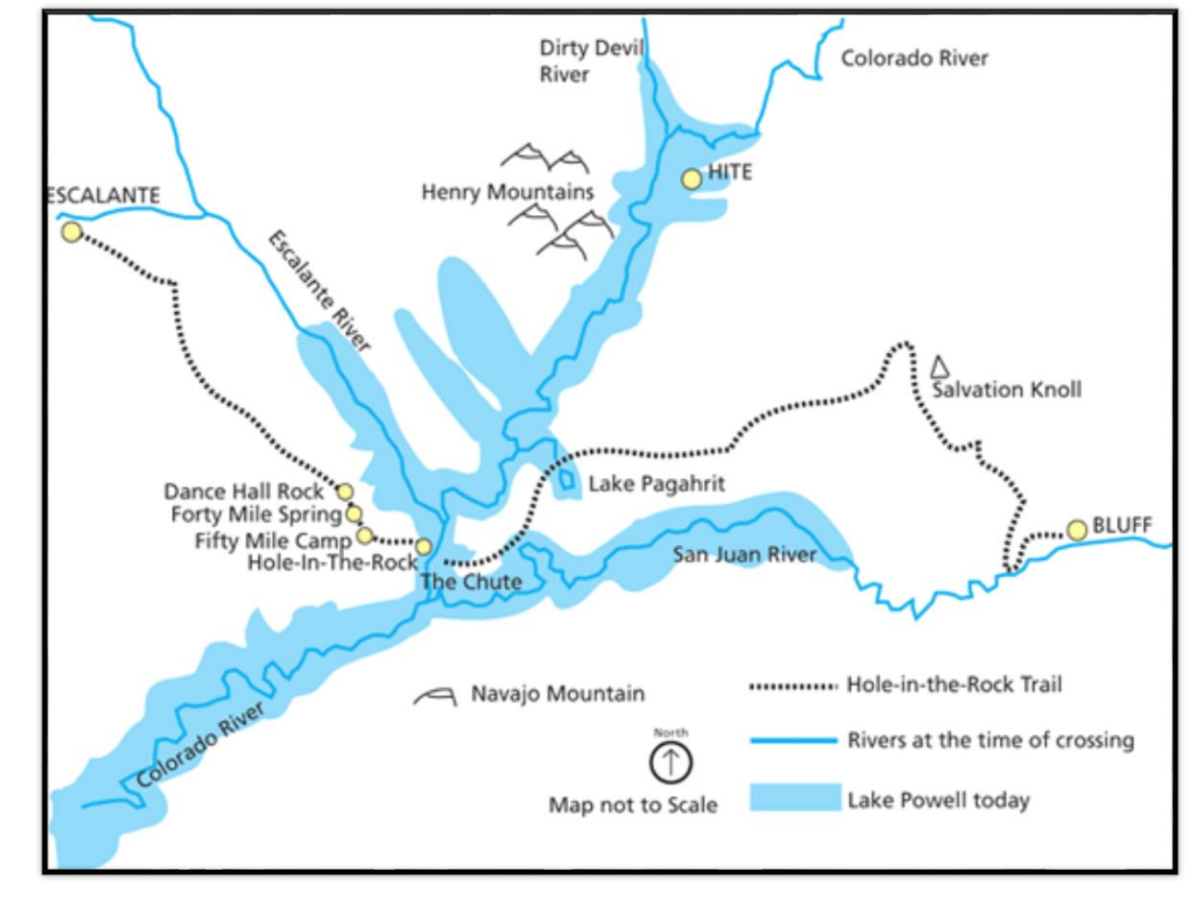 Dirty Devil
River
Colorado River
HITE
Henry Mountains
ESCALANTE
Escalante River
Salvation Knoll
Lake Pagahrit
Dance Hall Rock
Forty Mile Spring
Fifty Mile Camp
Hole-In-The-Rock
The Chute
San Juan River
BLUFF
Colorado River
Navajo Mountain
North
Map not to Scale
Hole-in-the-Rock Trail
Rivers at the time of crossing
Lake Powell today